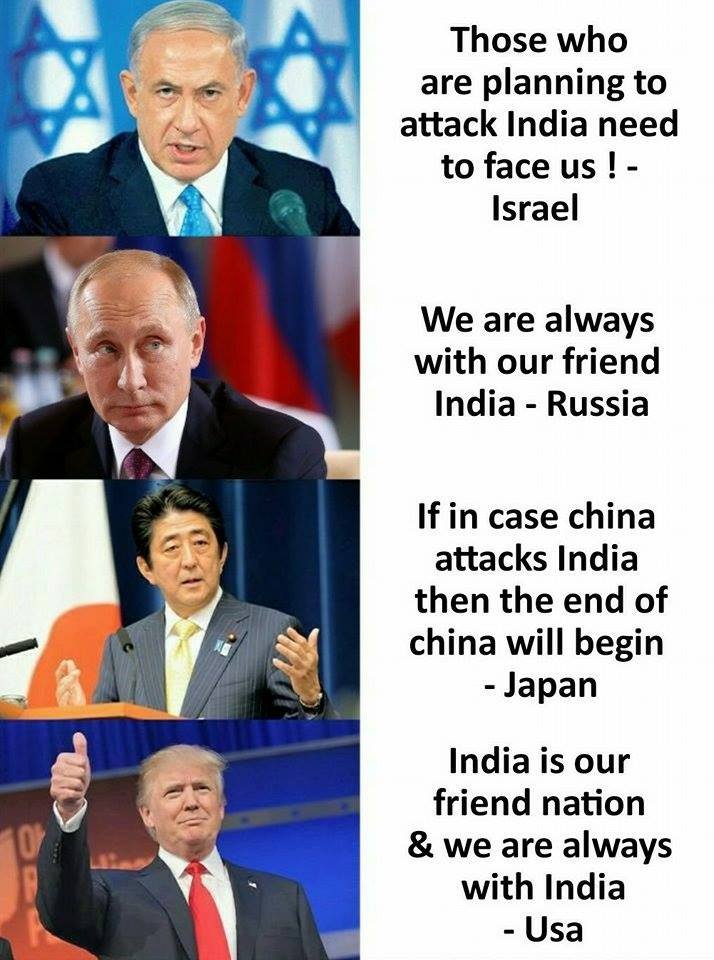 Those who
are planning to
attack India need
to face us ! -
Israel
We are always
with our friend
India - Russia
If in case china
attacks India
then the end of
china will begin
- Japan
India is our
friend nation
& we are always
with India
- Usa